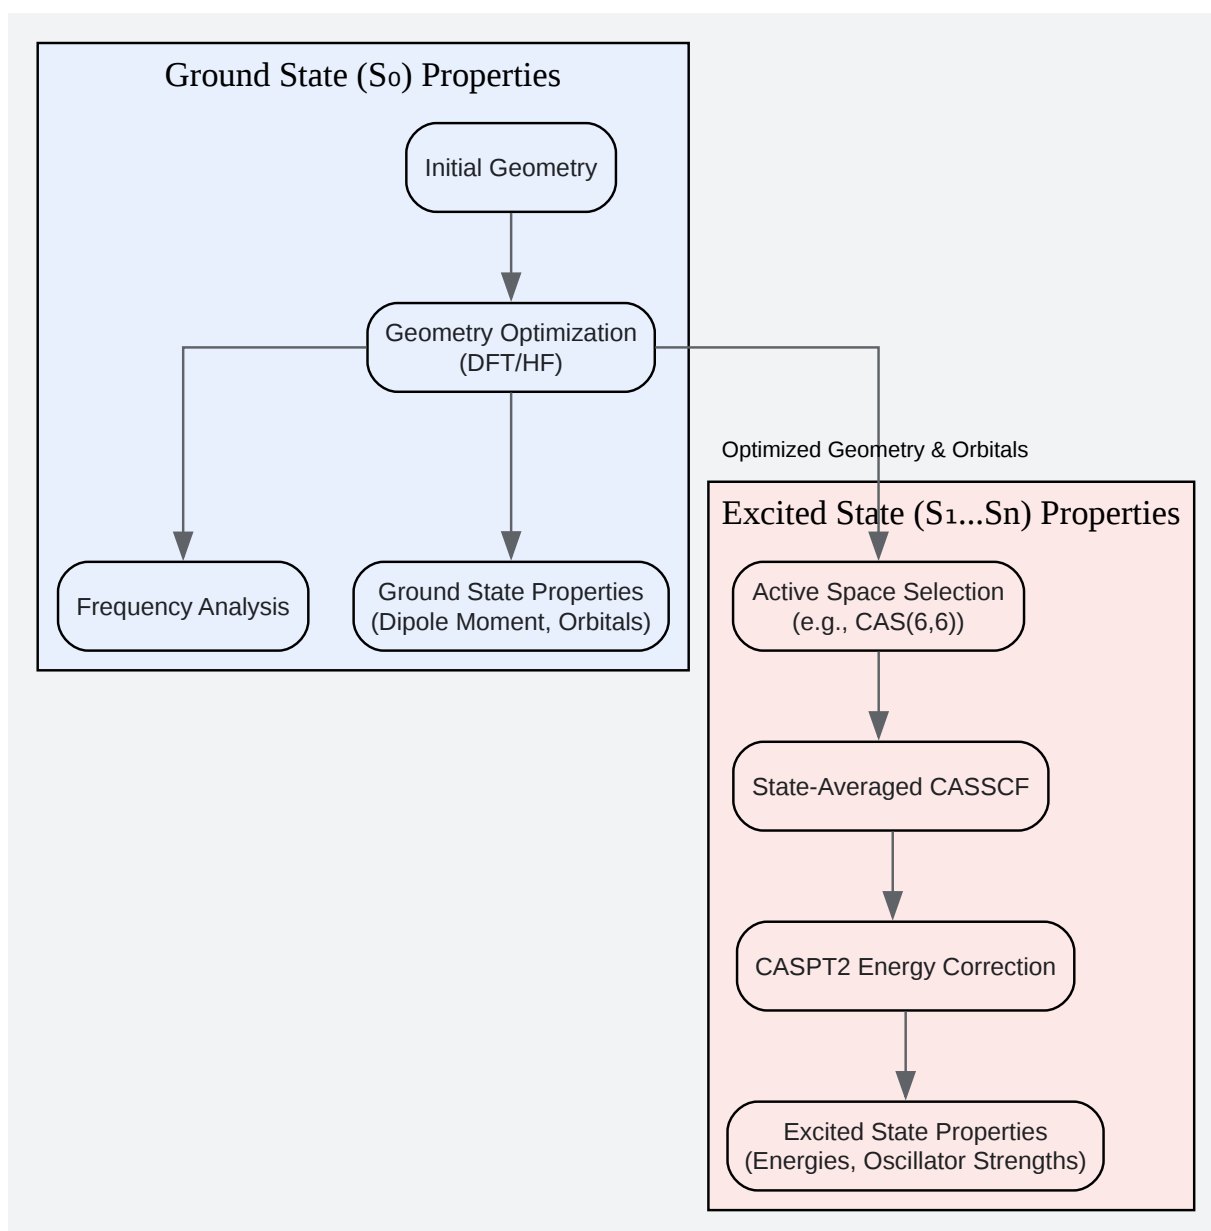 Ground State (S₀) Properties
Initial Geometry
Geometry Optimization
(DFT/HF)
Optimized Geometry & Orbitals
Excited State (S₁...Sn) Properties
Frequency Analysis
Ground State Properties
(Dipole Moment, Orbitals)
Active Space Selection
(e.g., CAS(6,6))
State-Averaged CASSCF
CASPT2 Energy Correction
Excited State Properties
(Energies, Oscillator Strengths)